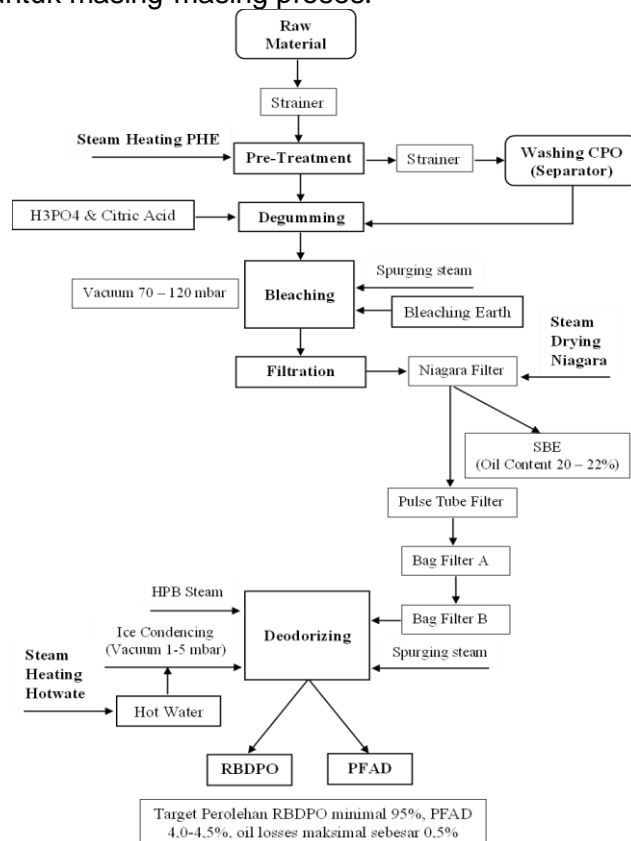 untuk masing-masing proses.
Raw
Material
Strainer
Steam Heating PHE
Pre-Treatment
Strainer
Washing CPO
(Separator)
H3PO4 & Citric Acid
Degumming
Spurging steam
Vacuum 70 – 120 mbar
Bleaching
Bleaching Earth
Steam
Drying
Niagara
Filtration
Niagara Filter
SBE
(Oil Content 20 – 22%)
Pulse Tube Filter
Bag Filter A
HPB Steam
Bag Filter B
Deodorizing
Ice Condencing
(Vacuum 1-5 mbar)
Spurging steam
Steam
Heating
Hotwate
Hot Water
RBDPO
PFAD
Target Perolehan RBDPO minimal 95%, PFAD
4,0-4,5%, oil losses maksimal sebesar 0,5%